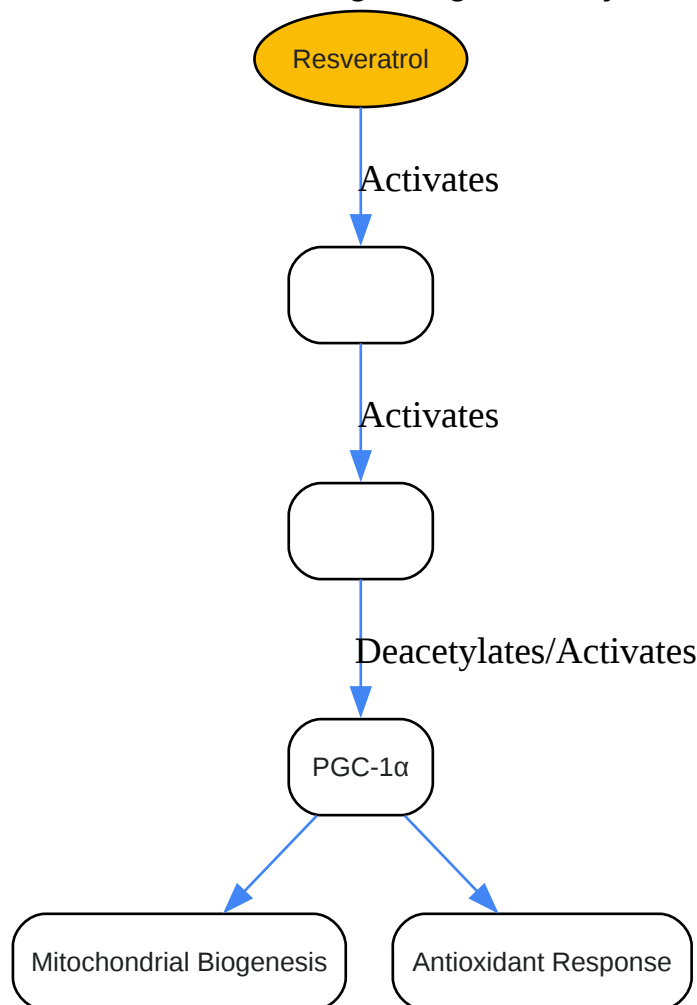 Resveratrol
Activates
Activates
Deacetylates/Activates
PGC-1α
Mitochondrial Biogenesis
Antioxidant Response